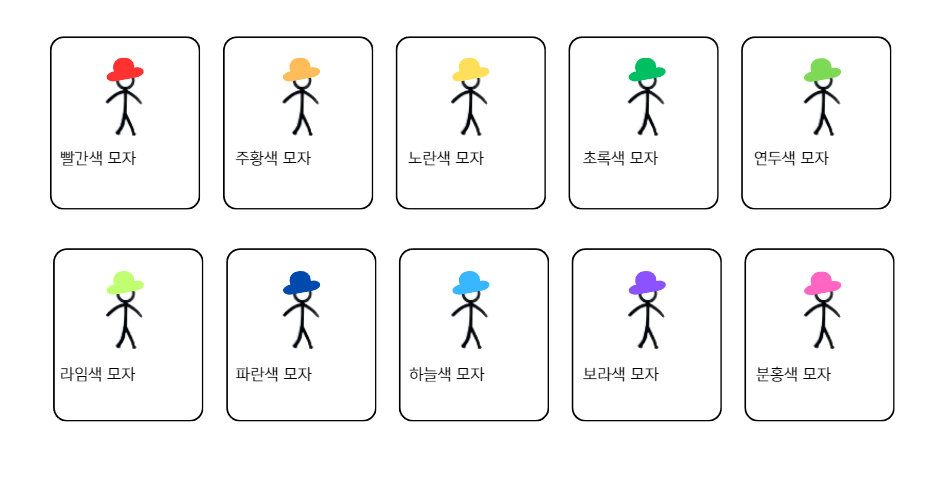 빨간색 모자
주황색 모자
노란색 모자
초록색 모자
연두색 모자
라임색 모자
파란색 모자
하늘색 모자
보라색 모자
분홍색 모자